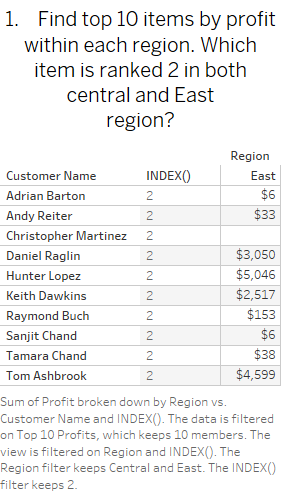 1. Find top 10 items by profit
within each region. Which
item is ranked 2 in both
central and East
region?
Region
Customer Name INDEX() East
Adrian Barton 2 $6
Andy Reiter 2 $33
Christopher Martinez 2
Daniel Raglin 2 $3,050
Hunter Lopez 2 $5,046
Keith Dawkins 2 $2,517
Raymond Buch 2 $153
Sanjit Chand 2 $6
Tamara Chand 2 $38
Tom Ashbrook 2 $4,599
Sum of Profit broken down by Region vs.
Customer Name and INDEX(). The data is filtered
on Top 10 Profits, which keeps 10 members. The
view is filtered on Region and INDEX(). The
Region filter keeps Central and East. The INDEX()
filter keeps 2.